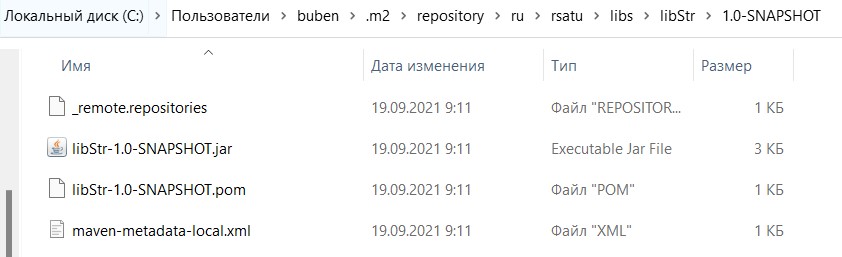 Локальный диск (C:) › Пользователи › buben › .m2 › repository › ru › rsatu › libs › libStr › 1.0-SNAPSHOT
Имя Дата изменения Тип Размер
_remote.repositories 19.09.2021 9:11 Файл "REPOSITOR... 1 КБ
libStr-1.0-SNAPSHOT.jar 19.09.2021 9:11 Executable Jar File 3 КБ
libStr-1.0-SNAPSHOT.pom 19.09.2021 9:11 Файл "POM" 1 КБ
maven-metadata-local.xml 19.09.2021 9:11 Файл "XML" 1 КБ